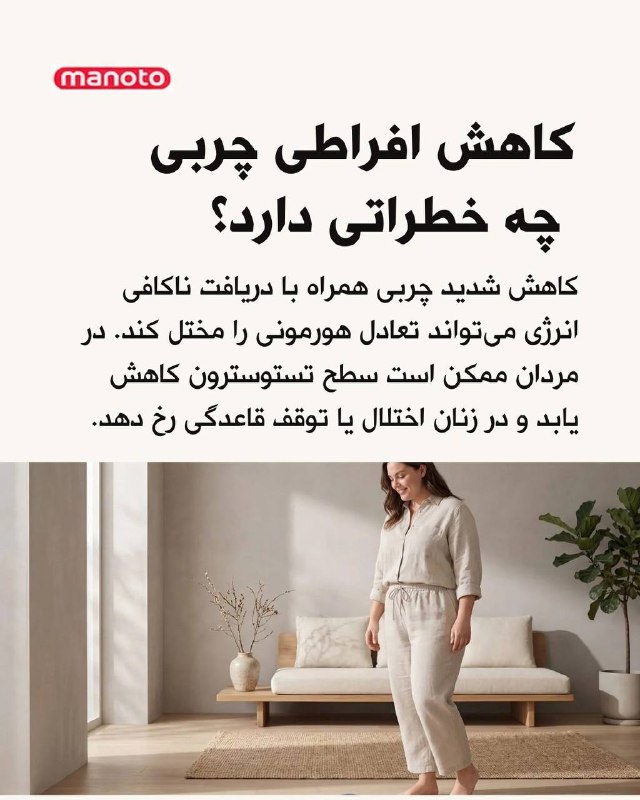 manoto
کاهش افراطی چربی
چه خطراتی دارد؟
کاهش شدید چربی همراه با دریافت ناکافی
انرژی می‌تواند تعادل هورمونی را مختل کند. در
مردان ممکن است سطح تستوسترون کاهش
یابد و در زنان اختلال یا توقف قاعدگی رخ دهد.